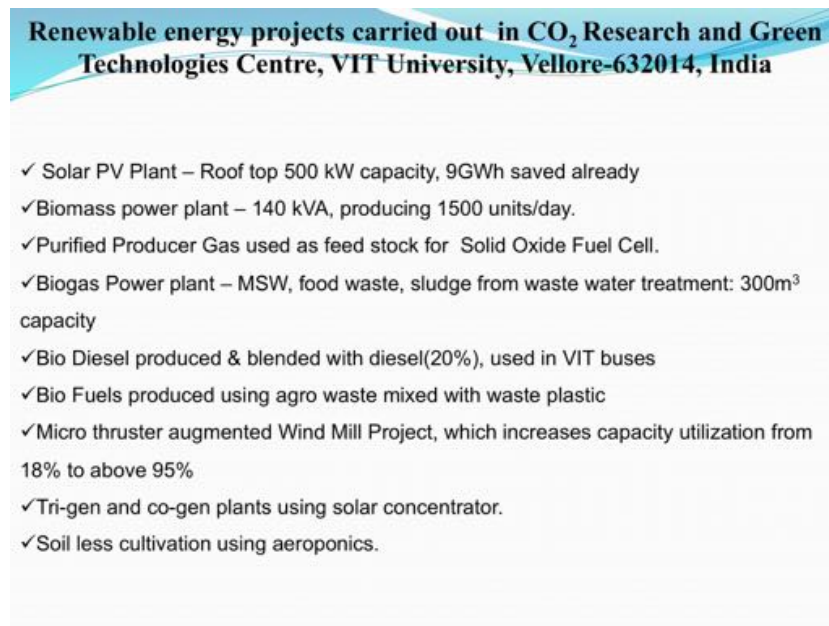 Renewable energy projects carried out in CO₂ Research and Green
Technologies Centre, VIT University, Vellore-632014, India
✓ Solar PV Plant – Roof top 500 kW capacity, 9GWh saved already
✓Biomass power plant – 140 kVA, producing 1500 units/day.
✓Purified Producer Gas used as feed stock for Solid Oxide Fuel Cell.
✓Biogas Power plant – MSW, food waste, sludge from waste water treatment: 300m³
capacity
✓Bio Diesel produced & blended with diesel(20%), used in VIT buses
✓Bio Fuels produced using agro waste mixed with waste plastic
✓Micro thruster augmented Wind Mill Project, which increases capacity utilization from
18% to above 95%
✓Tri-gen and co-gen plants using solar concentrator.
✓Soil less cultivation using aeroponics.